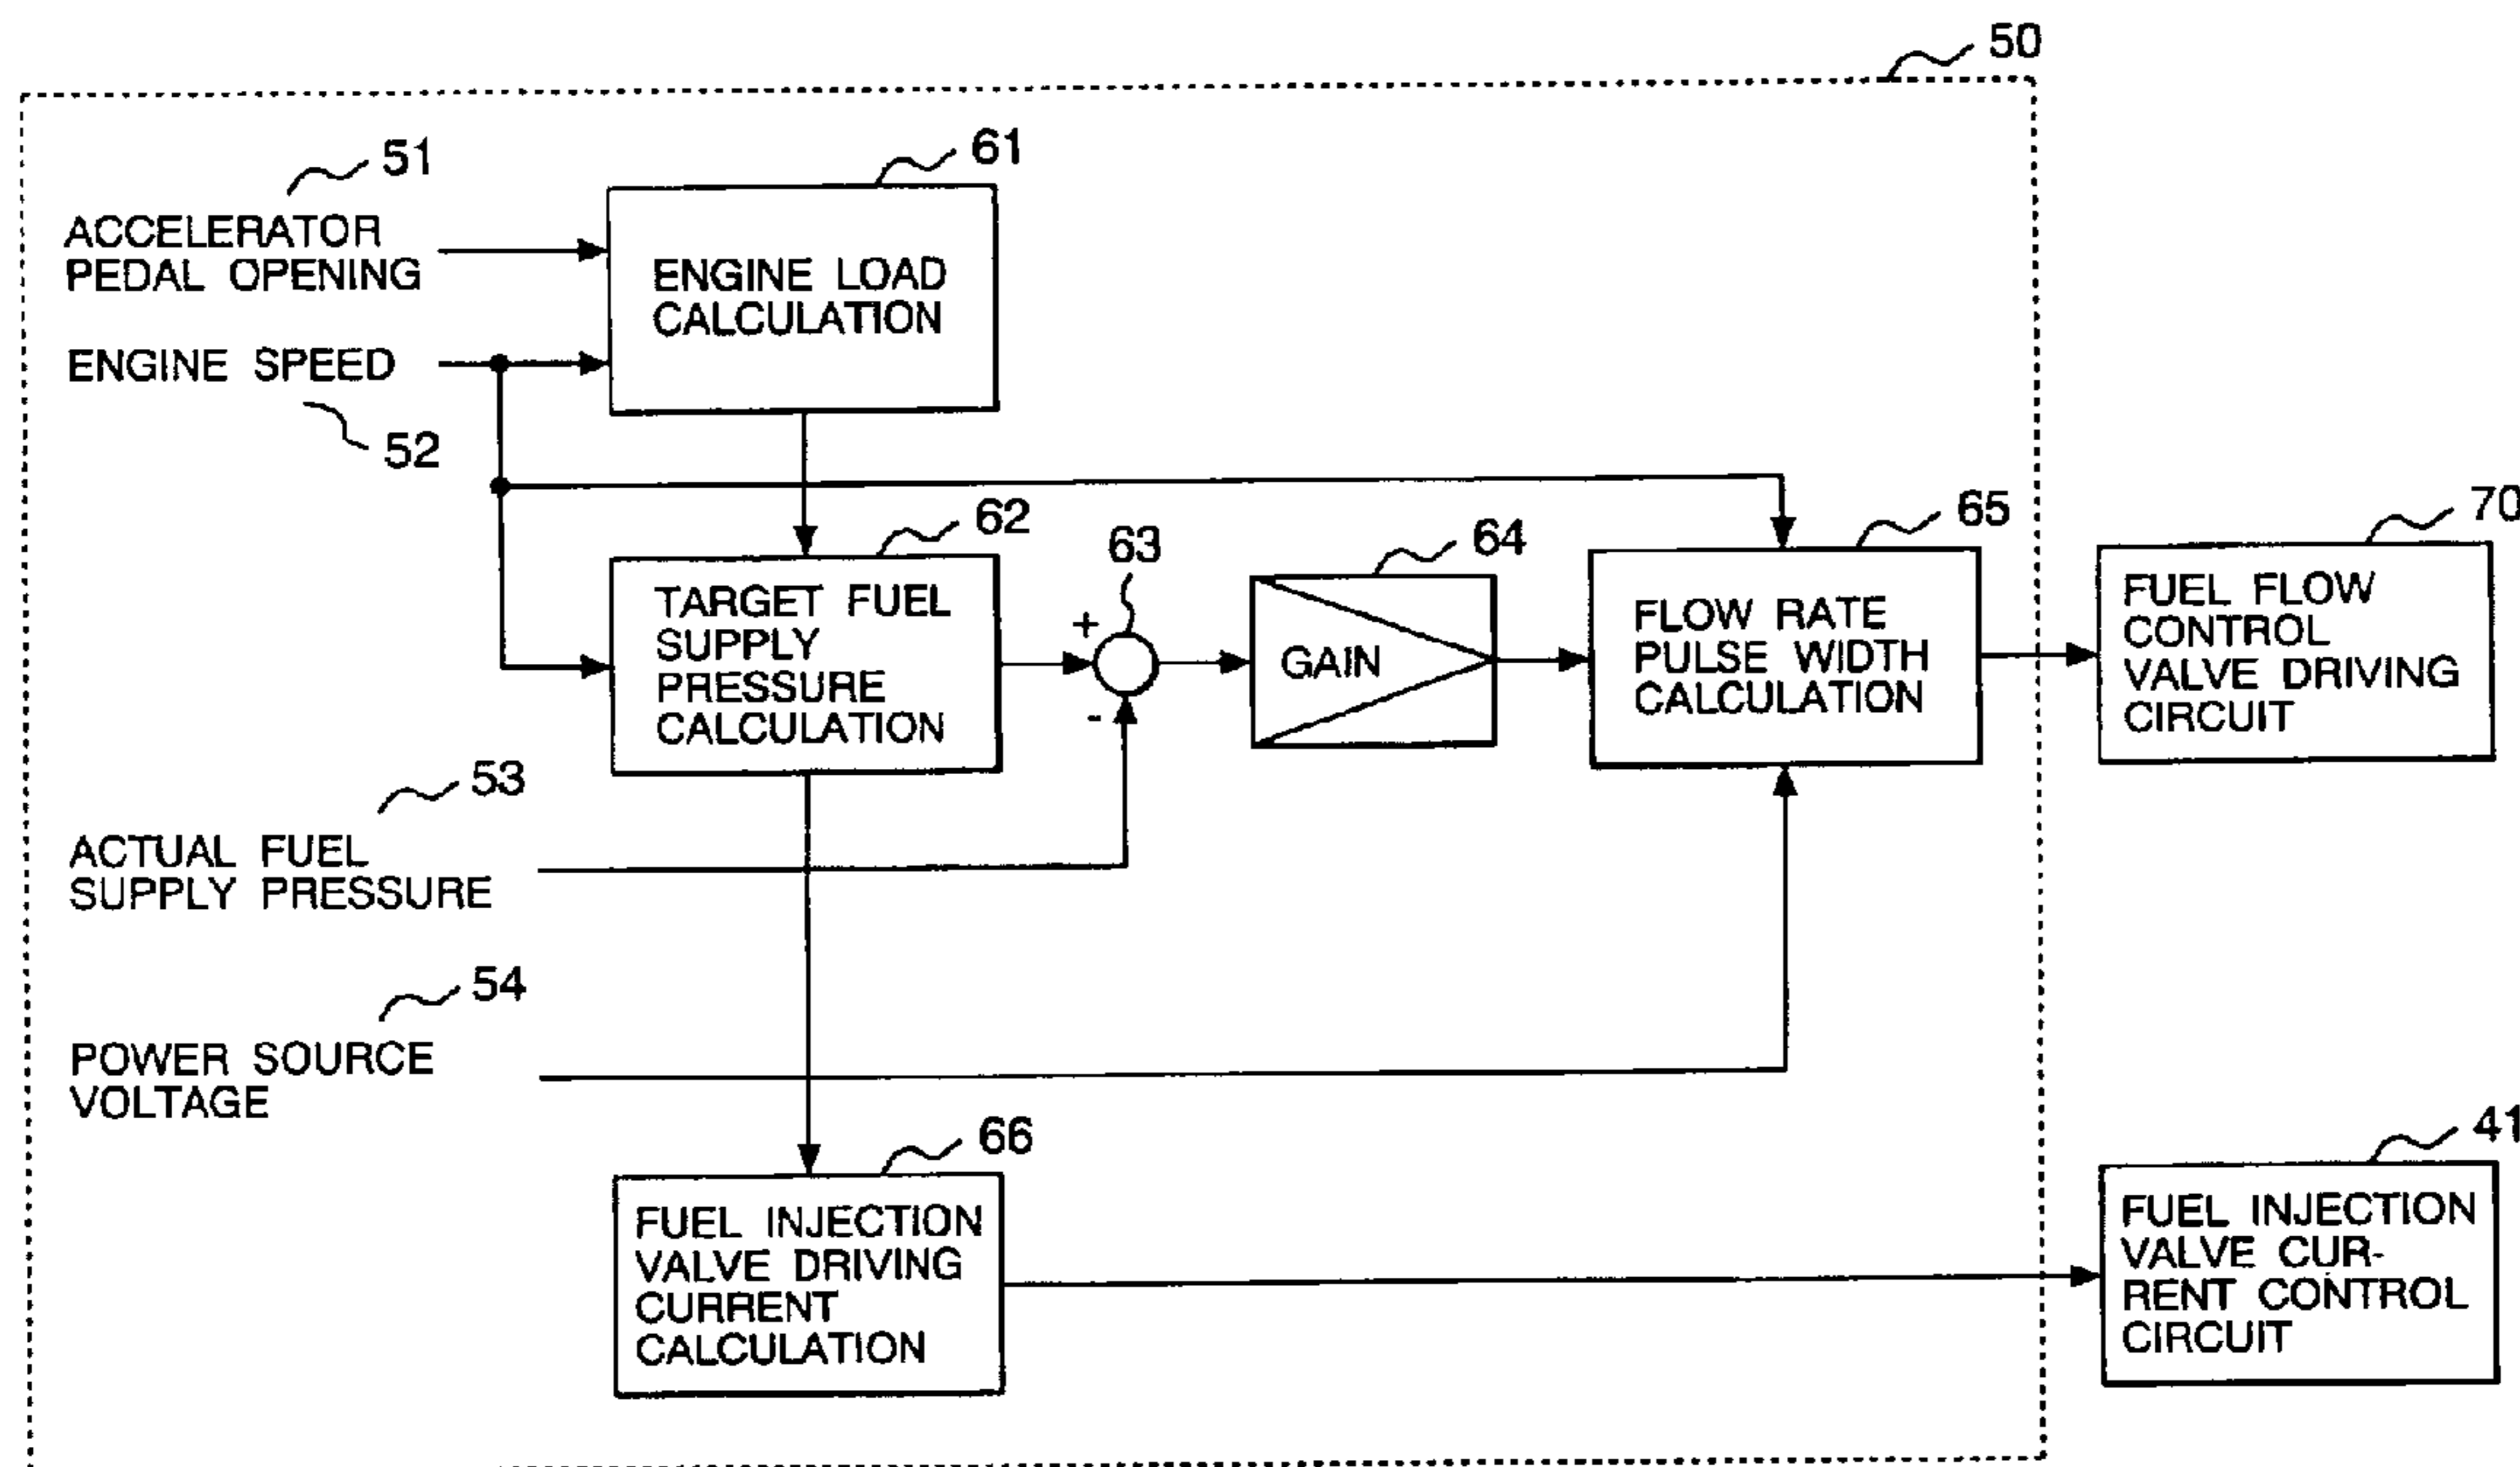 50
51
ACCELERATOR
PEDAL OPENING
61
ENGINE LOAD
CALCULATION
ENGINE SPEED
52
62
TARGET FUEL
SUPPLY
PRESSURE
CALCULATION
63
+
-
64
GAIN
65
FLOW RATE
PULSE WIDTH
CALCULATION
70
FUEL FLOW
CONTROL
VALVE DRIVING
CIRCUIT
53
ACTUAL FUEL
SUPPLY PRESSURE
54
POWER SOURCE
VOLTAGE
66
FUEL INJECTION
VALVE DRIVING
CURRENT
CALCULATION
41
FUEL INJECTION
VALVE CUR-
RENT CONTROL
CIRCUIT